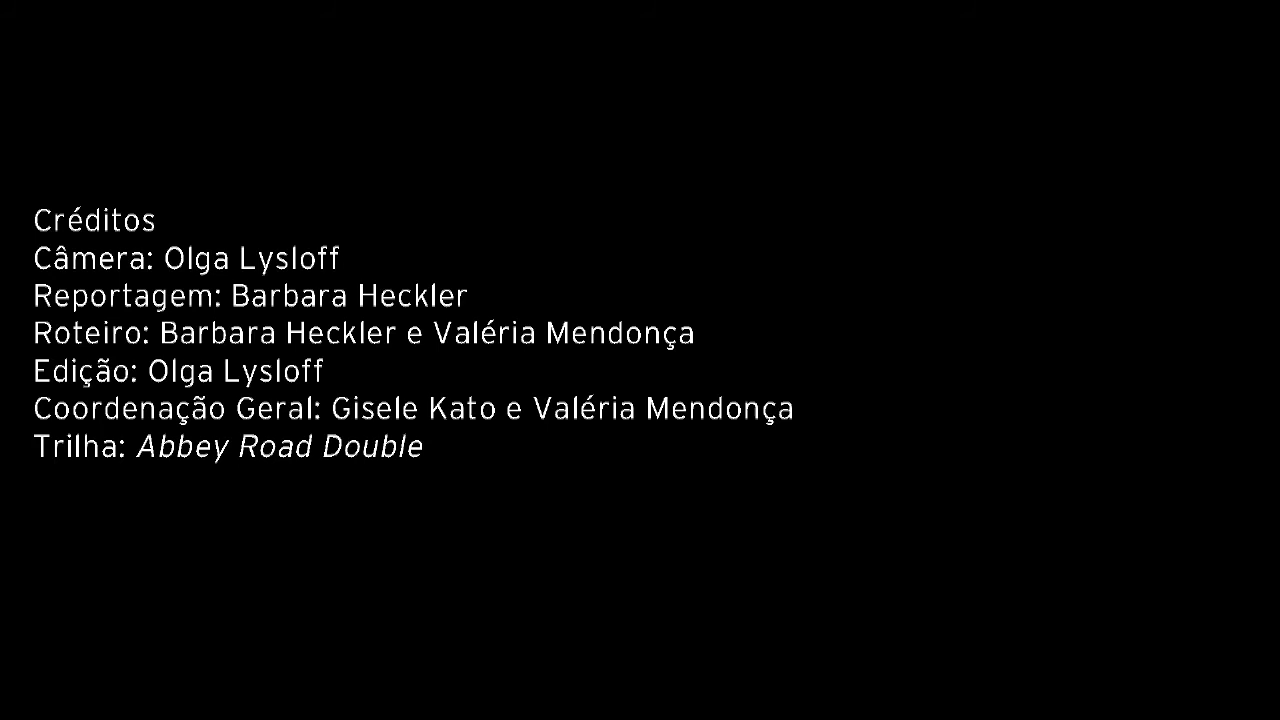 Créditos
Câmera: Olga Lysloff
Reportagem: Barbara Heckler
Roteiro: Barbara Heckler e Valéria Mendonça
Edição: Olga Lysloff
Coordenação Geral: Gisele Kato e Valéria Mendonça
Trilha: Abbey Road Double